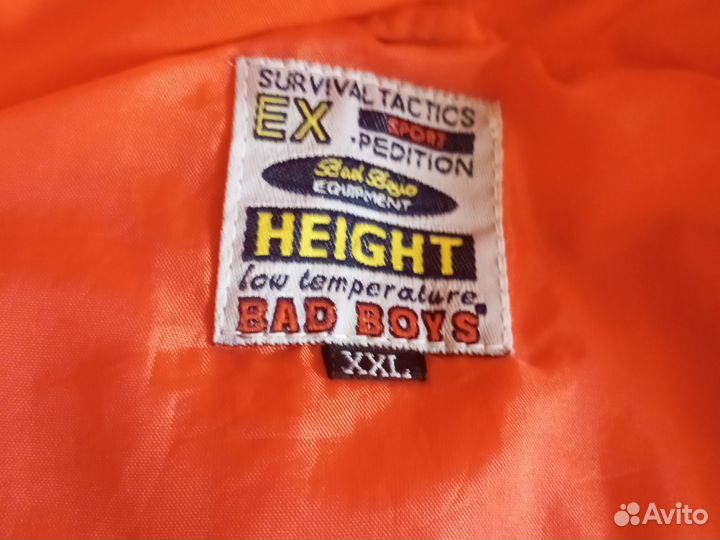 SURVIVAL TACTICS
EX SPORT
.PEDITION
Bad Boys
EQUIPMENT
HEIGHT
low temperature
BAD BOYS
XXL
Avito